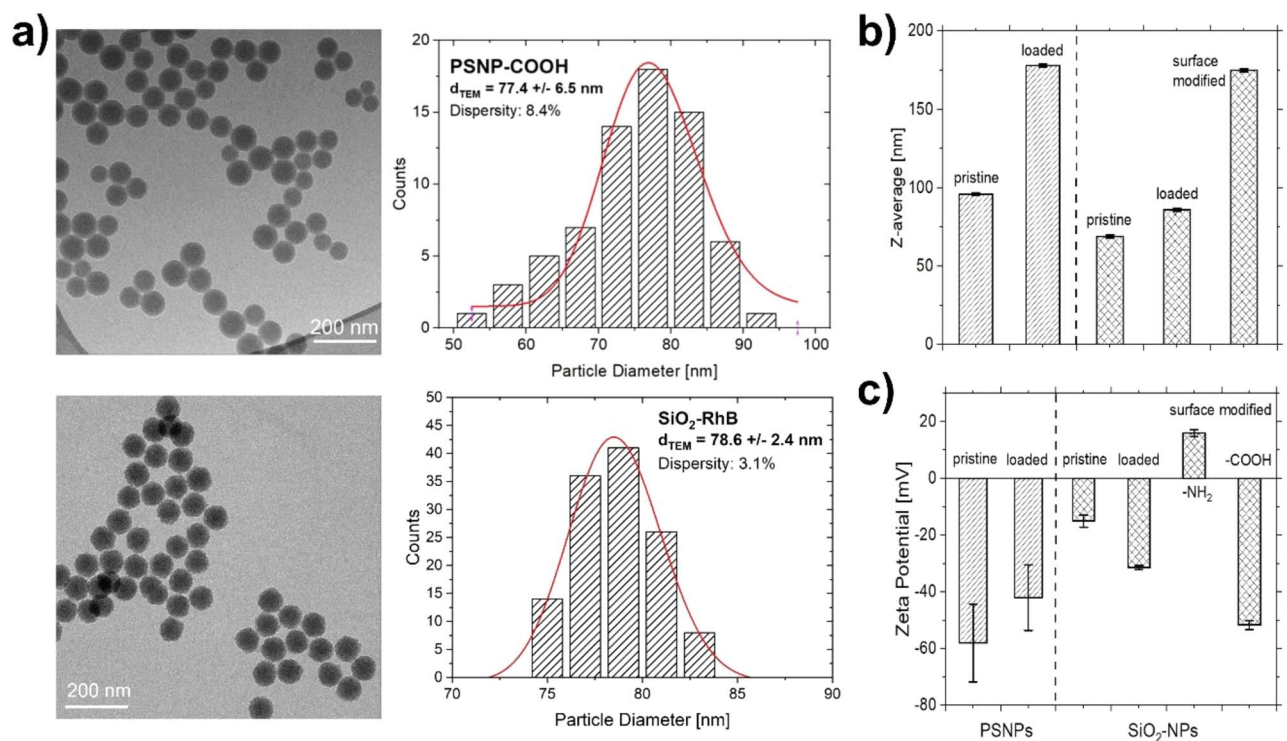 a)
200 nm
PSNP-COOH
d_TEM = 77.4 +/- 6.5 nm
Dispersity: 8.4%
20
15
10
5
0
Counts
50 60 70 80 90 100
Particle Diameter [nm]
200 nm
SiO₂-RhB
d_TEM = 78.6 +/- 2.4 nm
Dispersity: 3.1%
50
45
40
35
30
25
20
15
10
5
0
Counts
70 75 80 85 90
Particle Diameter [nm]
b)
200
150
100
50
0
Z-average [nm]
pristine
loaded
pristine
loaded
surface
modified
c)
20
0
-20
-40
-60
-80
Zeta Potential [mV]
surface modified
pristine loaded pristine loaded -COOH
-NH₂
PSNPs SiO₂-NPs